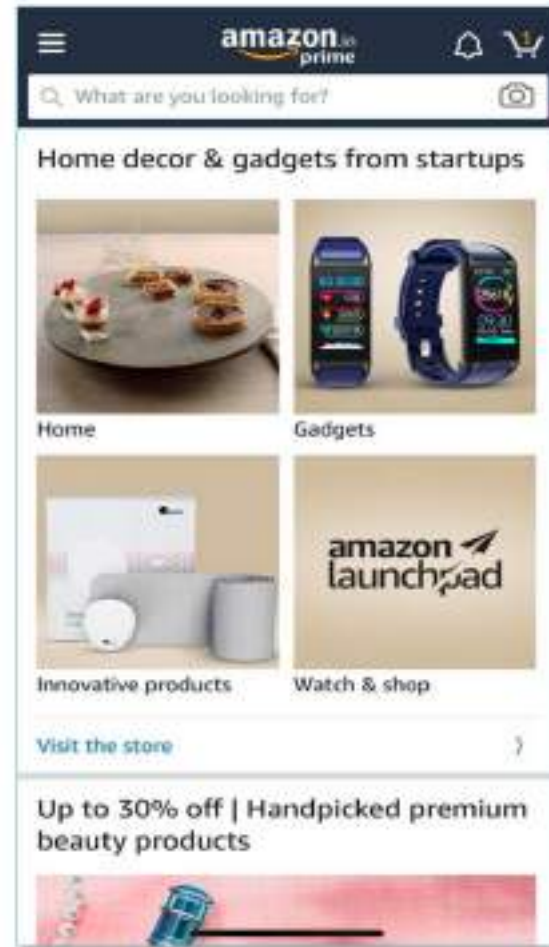 amazon.in
prime
1
What are you looking for?
Home decor & gadgets from startups
Home
Gadgets
amazon
launchpad
Innovative products
Watch & shop
Visit the store
Up to 30% off | Handpicked premium
beauty products